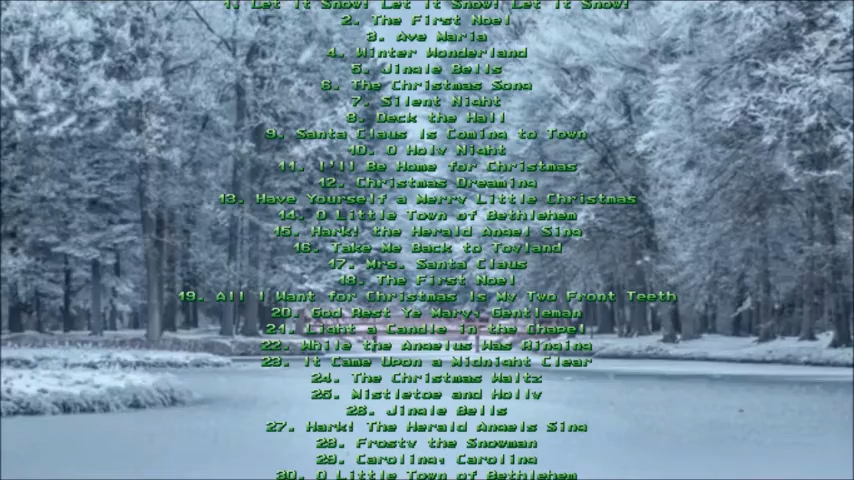 1. Let It Snow! Let It Snow! Let It Snow!
2. The First Noel
3. Ave Maria
4. Winter Wonderland
5. Jingle Bells
6. The Christmas Song
7. Silent Night
8. Deck the Hall
9. Santa Claus Is Coming to Town
10. O Holy Night
11. I'll Be Home for Christmas
12. Christmas Dreaming
13. Have Yourself a Merry Little Christmas
14. O Little Town of Bethlehem
15. Hark! the Herald Angel Sing
16. Take Me Back to Toyland
17. Mrs. Santa Claus
18. The First Noel
19. All I Want for Christmas Is My Two Front Teeth
20. God Rest Ye Mary, Gentleman
21. Light a Candle in the Chapel
22. While the Angelus Was Ringing
23. It Came Upon a Midnight Clear
24. The Christmas Waltz
25. Mistletoe and Holly
26. Jingle Bells
27. Hark! The Herald Angels Sing
28. Frosty the Snowman
29. Carolina, Carolina
30. O Little Town of Bethlehem